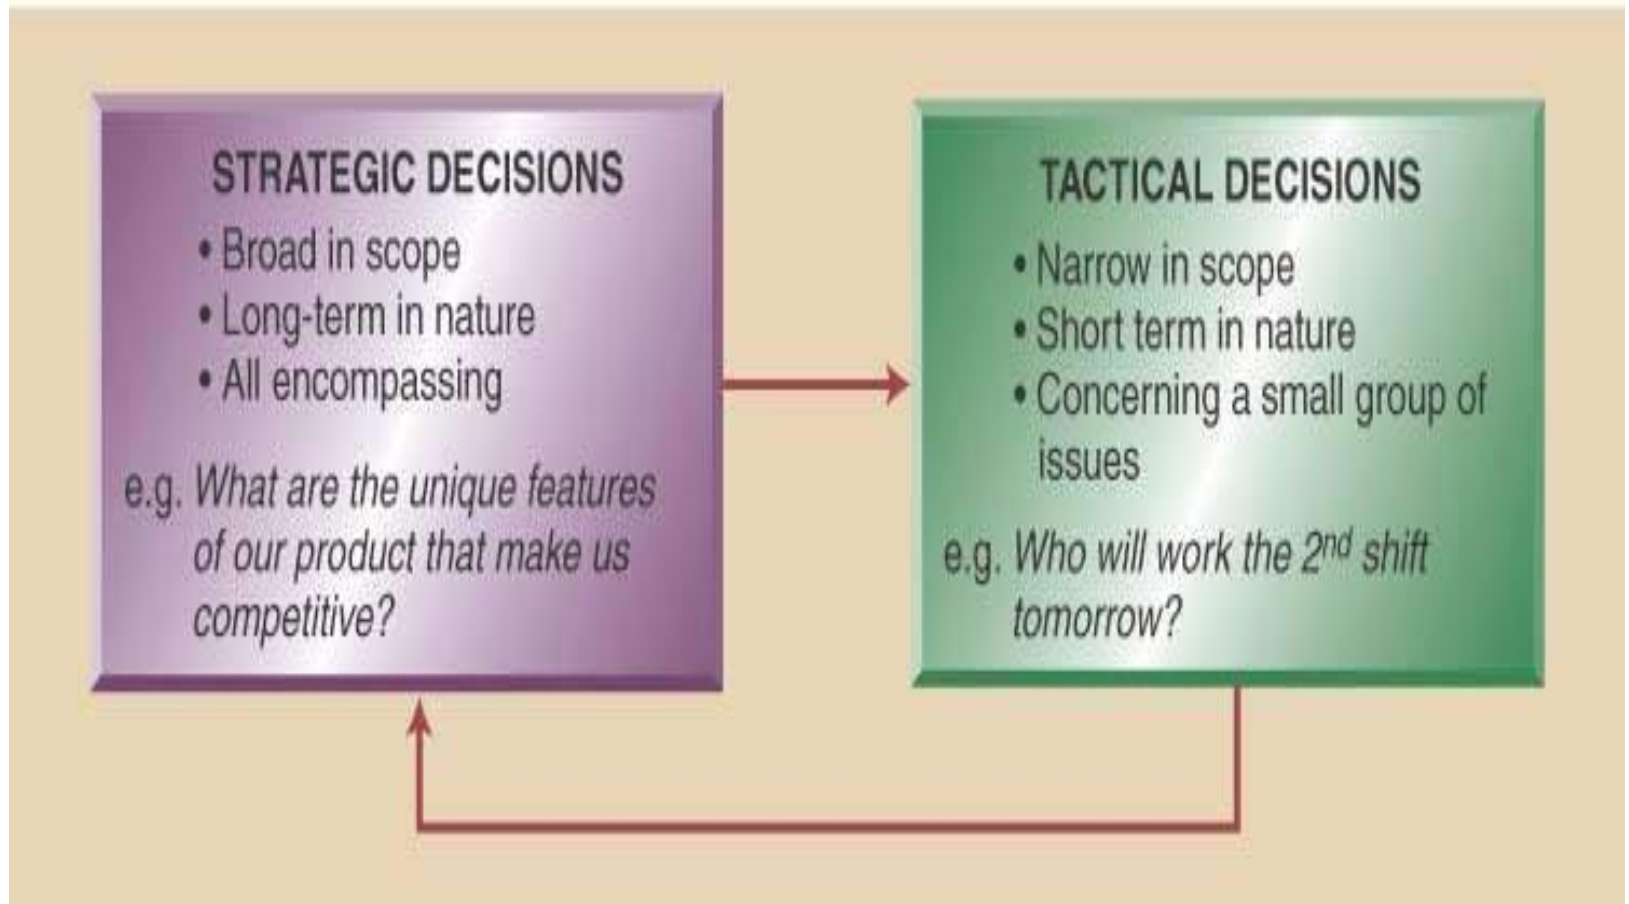 STRATEGIC DECISIONS
• Broad in scope
• Long-term in nature
• All encompassing
e.g. What are the unique features
of our product that make us
competitive?
TACTICAL DECISIONS
• Narrow in scope
• Short term in nature
• Concerning a small group of
issues
e.g. Who will work the 2nd shift
tomorrow?